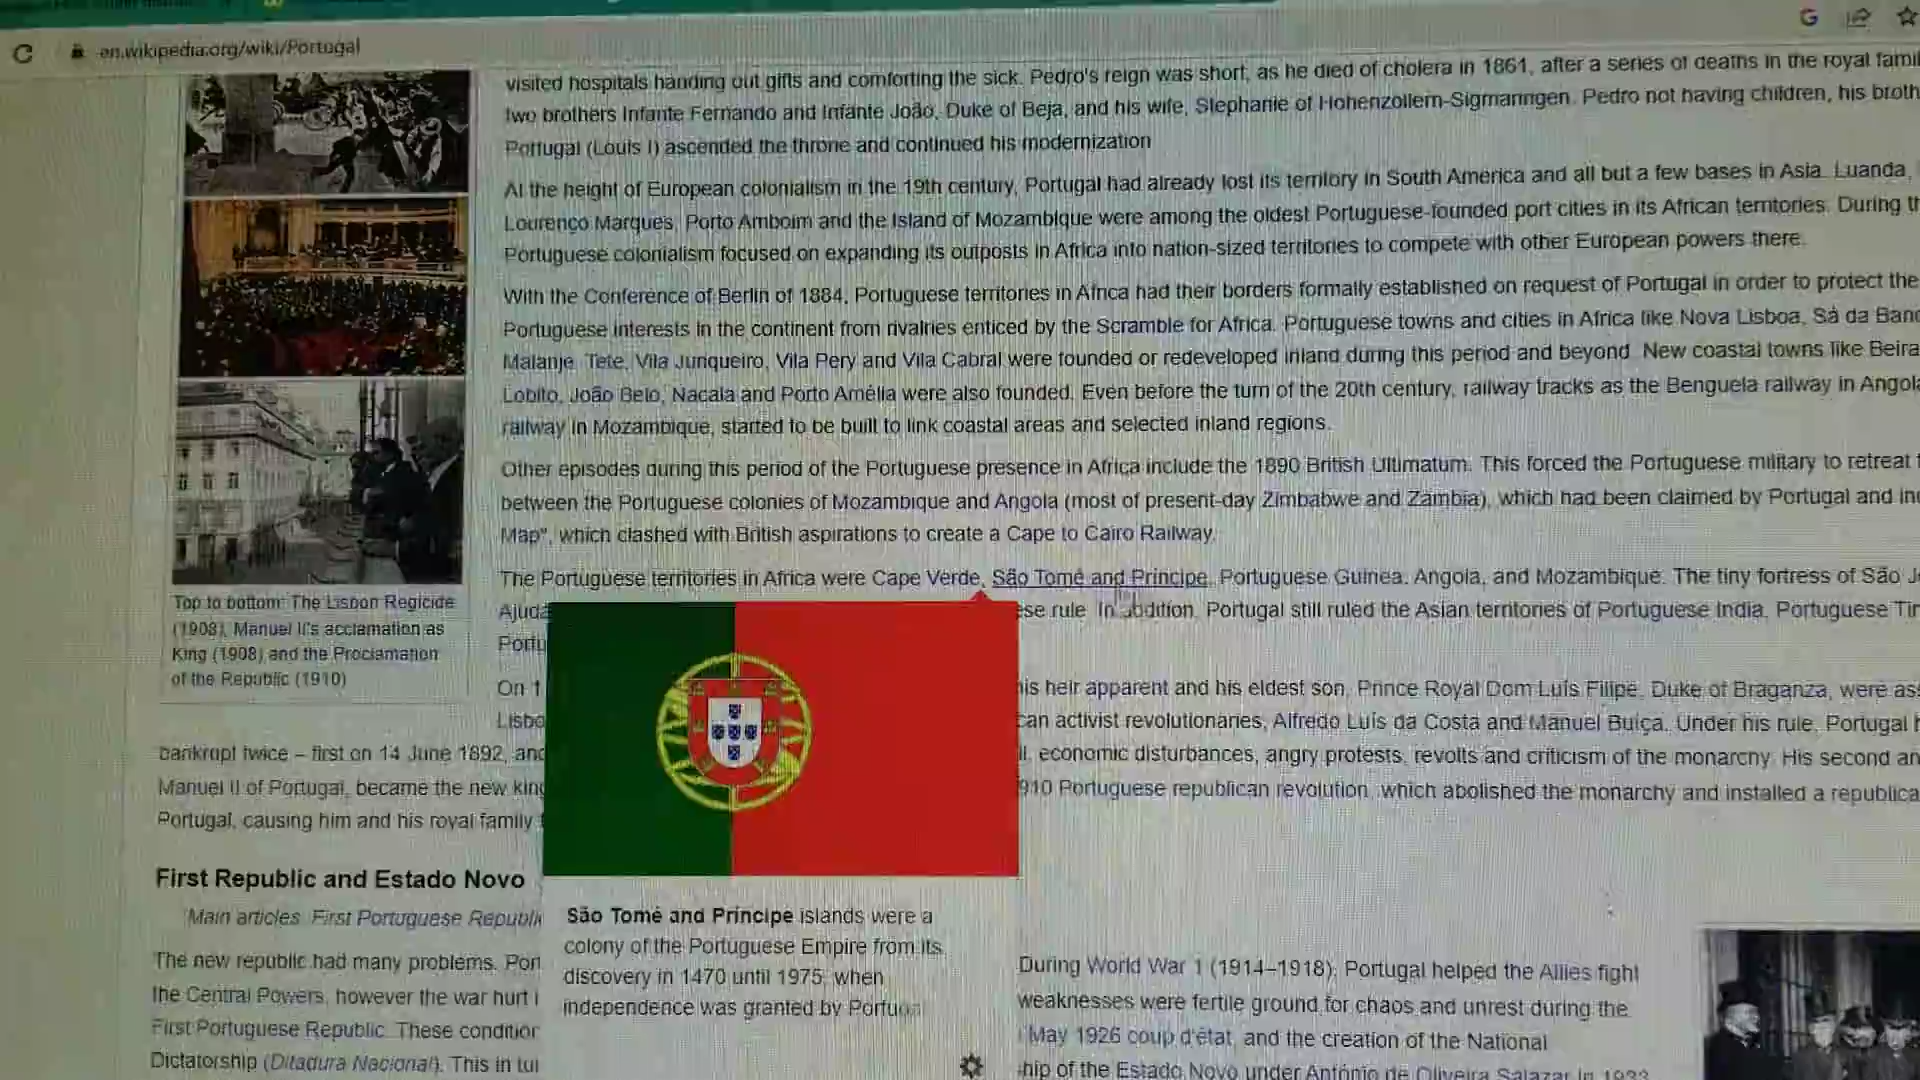 en.wikipedia.org/wiki/Portugal
visited hospitals handing out gifts and comforting the sick. Pedro's reign was short, as he died of cholera in 1861, after a series of deaths in the royal
two brothers Infante Fernando and Infante João, Duke of Beja, and his wife, Stephanie of Hohenzollern-Sigmaringen. Pedro not having children, his
Portugal (Louis I) ascended the throne and continued his modernization
At the height of European colonialism in the 19th century, Portugal had already lost its territory in South America and all but a few bases in Asia. Luanda,
Lourenço Marques, Porto Amboim and the Island of Mozambique were among the oldest Portuguese-founded port cities in its African territories. During
Portuguese colonialism focused on expanding its outposts in Africa into nation-sized territories to compete with other European powers there.
With the Conference of Berlin of 1884, Portuguese territories in Africa had their borders formally established on request of Portugal in order to protect the
Portuguese interests in the continent from rivalries enticed by the Scramble for Africa. Portuguese towns and cities in Africa like Nova Lisboa, Sá da
Malanje, Tete, Vila Junqueiro, Vila Pery and Vila Cabral were founded or redeveloped inland during this period and beyond. New coastal towns like Beira
Lobito, João Belo, Nacala and Porto Amélia were also founded. Even before the turn of the 20th century, railway tracks as the Benguela railway in
railway in Mozambique, started to be built to link coastal areas and selected inland regions.
Other episodes during this period of the Portuguese presence in Africa include the 1890 British Ultimatum. This forced the Portuguese military to retreat
between the Portuguese colonies of Mozambique and Angola (most of present-day Zimbabwe and Zambia), which had been claimed by Portugal and
Map", which clashed with British aspirations to create a Cape to Cairo Railway.
The Portuguese territories in Africa were Cape Verde, São Tomé and Príncipe, Portuguese Guinea, Angola, and Mozambique. The tiny fortress of São
rule. In addition, Portugal still ruled the Asian territories of Portuguese India, Portuguese
On 1
his heir apparent and his eldest son, Prince Royal Dom Luís Filipe, Duke of Braganza, were
activist revolutionaries, Alfredo Luís da Costa and Manuel Buíça. Under his rule, Portugal
bankrupt twice – first on 14 June 1892,
economic disturbances, angry protests, revolts and criticism of the monarchy. His second
Manuel II of Portugal, became the new
Portuguese republican revolution, which abolished the monarchy and installed a
Portugal, causing him and his royal family
Top to bottom: The Lisbon Regicide
(1908), Manuel II's acclamation as
King (1908) and the Proclamation
of the Republic (1910)
São Tomé and Príncipe islands were a
colony of the Portuguese Empire from its
discovery in 1470 until 1975, when
independence was granted by
First Republic and Estado Novo
Main articles: First Portuguese
The new republic had many problems.
the Central Powers, however the war hurt
First Portuguese Republic. These
Dictatorship (Ditadura Nacional). This in
During World War 1 (1914–1918), Portugal helped the Allies fight
weaknesses were fertile ground for chaos and unrest during the
May 1926 coup d'état, and the creation of the National
of the Estado Novo under António de Oliveira Salazar in 1933